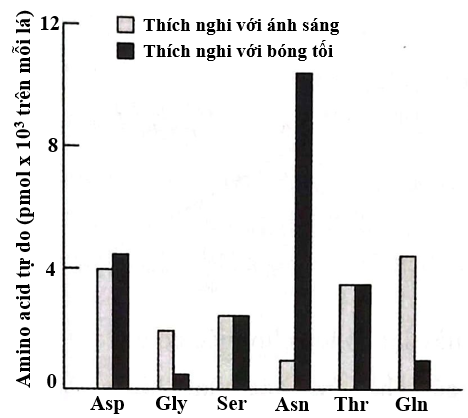 12
Thích nghi với ánh sáng
Thích nghi với bóng tối
Amino acid tự do (pmol x 10³ trên mỗi lá)
8
4
0
Asp Gly Ser Asn Thr Gln